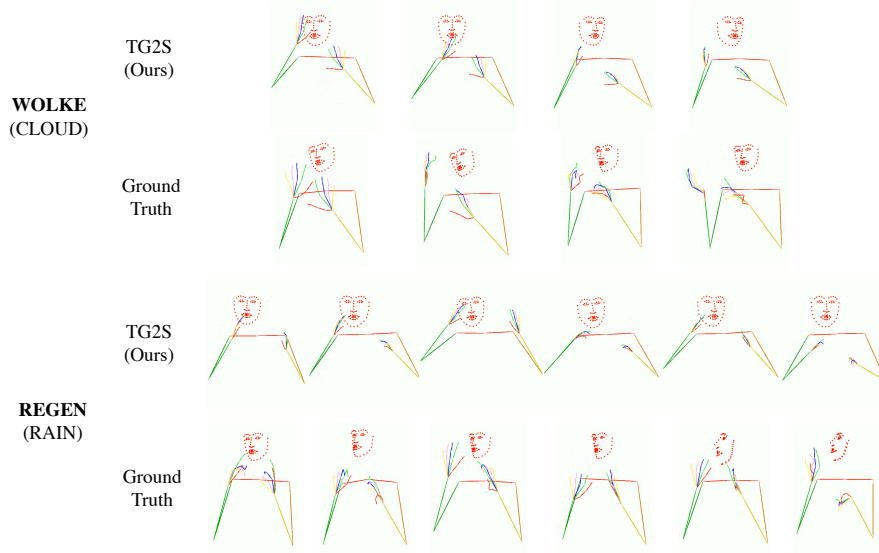 TG2S
(Ours)
WOLKE
(CLOUD)
Ground
Truth
TG2S
(Ours)
REGEN
(RAIN)
Ground
Truth